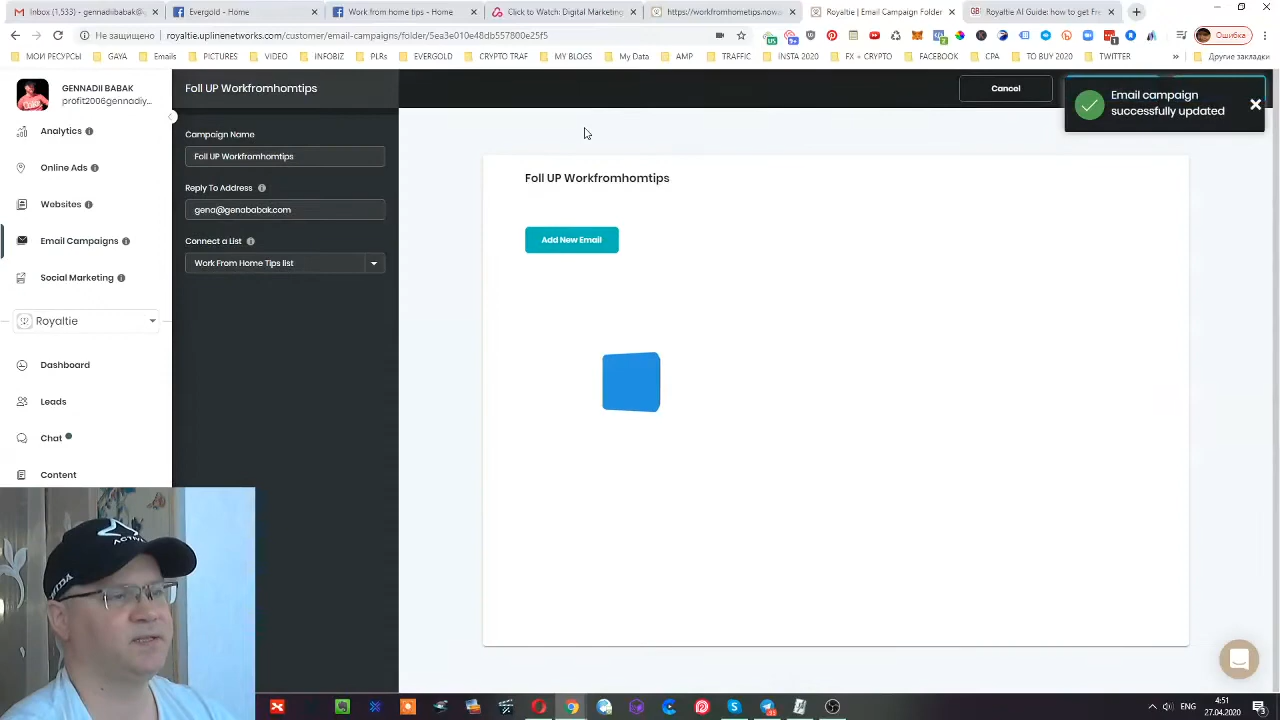 Inbox (1,533) - gennadiibabak@
Evergold - Home
Work from home tips - Home
Click to Watch: Digital Marketing
https://workfromhometips.now
Royaltie | Email Campaign Folder
Royaltie AI Guide: how to get Fr
Не защищено | royaltie.uplinenetworks.com/customer/email-campaigns/folder/5ea3e010e48db557800e25f5
Ошибка
МОИ РЕСУРСЫ
GAYA
Emails
PICTURES
VIDEO
INFOBIZ
PLRs
EVERGOLD
CRYPTO TRAF
MY BLOGS
My Data
AMP
TRAFFIC
INSTA 2020
FX + CRYPTO
FACEBOOK
CPA
TO BUY 2020
TWITTER
» Другие закладки
GENNADII BABAK
profit2006gennadiy...
Analytics
Online Ads
Websites
Email Campaigns
Social Marketing
Royaltie
Dashboard
Leads
Chat
Content
Foll UP Workfromhomtips
Campaign Name
Foll UP Workfromhomtips
Reply To Address
gena@genababak.com
Connect a List
Work From Home Tips list
Cancel
Email campaign
successfully updated
Foll UP Workfromhomtips
Add New Email
ACTIVE
ENG
4:51
27.04.2020